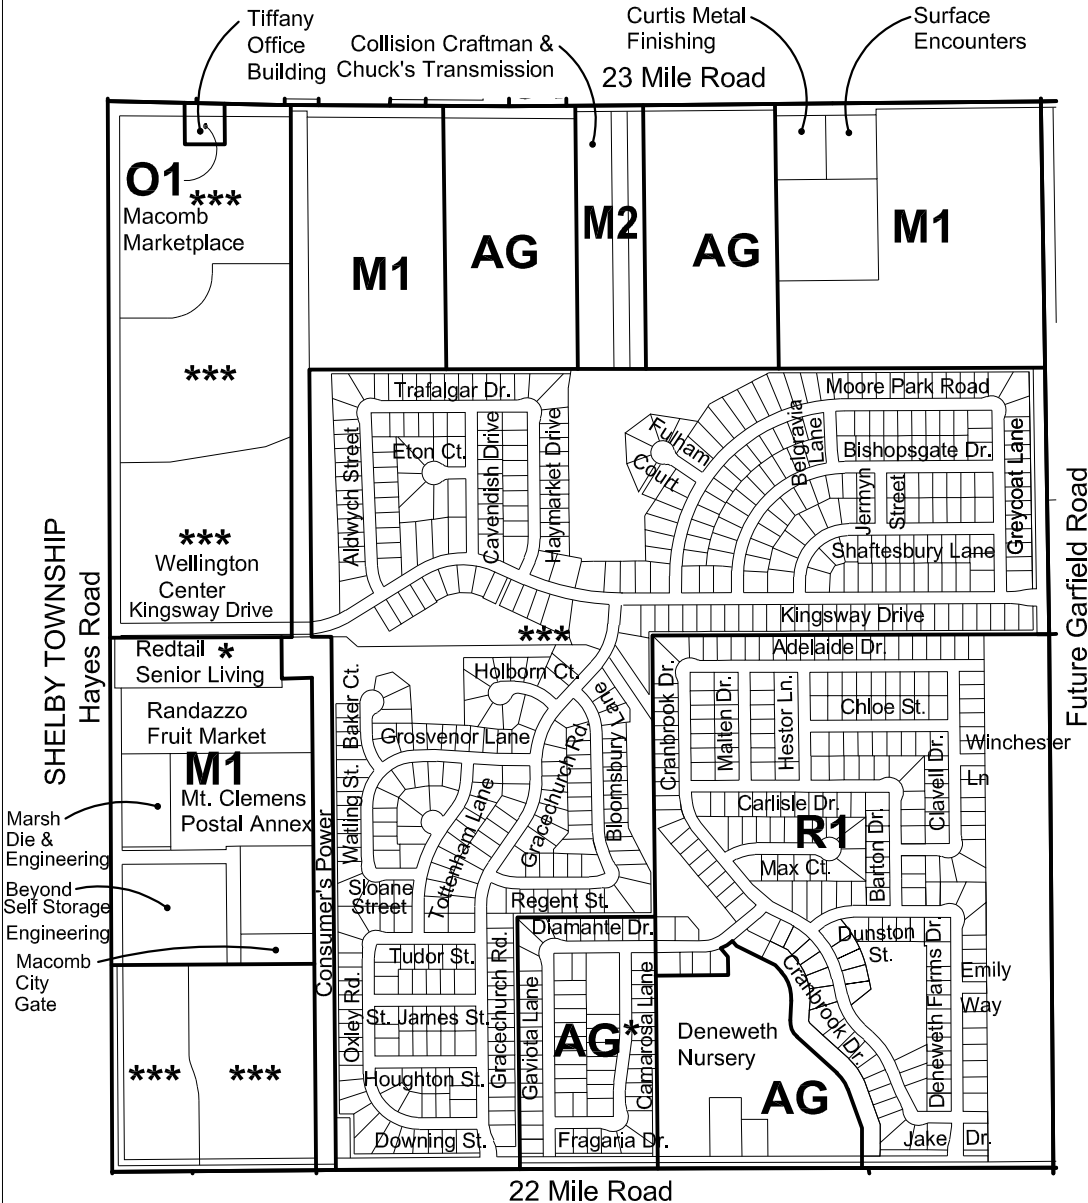 Tiffany
Office
Building
Collision Craftman &
Chuck's Transmission
Curtis Metal
Finishing
Surface
Encounters
23 Mile Road
O1
***
Macomb
Marketplace
M1
AG
M2
AG
M1
***
***
Wellington
Center
Kingsway Drive
SHELBY TOWNSHIP
Hayes Road
Future Garfield Road
Trafalgar Dr.
Eton Ct.
Aldwych Street
Cavendish Drive
Haymarket Drive
Fulham
Court
Moore Park Road
Belgravia
Lane
Bishopsgate Dr.
Jermyn
Street
Greycoat Lane
Shaftesbury Lane
Kingsway Drive
***
Redtail *
Senior Living
Randazzo
Fruit Market
M1
Mt. Clemens
Postal Annex
Marsh
Die &
Engineering
Beyond
Self Storage
Engineering
Macomb
City
Gate
Consumer's Power
***
***
Holborn Ct.
Baker Ct.
Grosvenor Lane
Watling St.
Tottenham Lane
Gracechurch Rd.
Bloomsbury Lane
Sloane
Street
Regent St.
Tudor St.
Oxley Rd.
St. James St.
Gracechurch Rd.
Houghton St.
Downing St.
Adelaide Dr.
Cranbrook Dr.
Malten Dr.
Hestor Ln.
Chloe St.
Winchester
Ln
Clavell Dr.
Carlisle Dr.
R1
Max Ct.
Barton Dr.
Diamante Dr.
Dunston
St.
Cranbrook Dr.
Deneweth Farms Dr.
Emily
Way
Gaviota Lane
AG*
Camarosa Lane
Fragaria Dr.
Deneweth
Nursery
AG
Jake Dr.
22 Mile Road